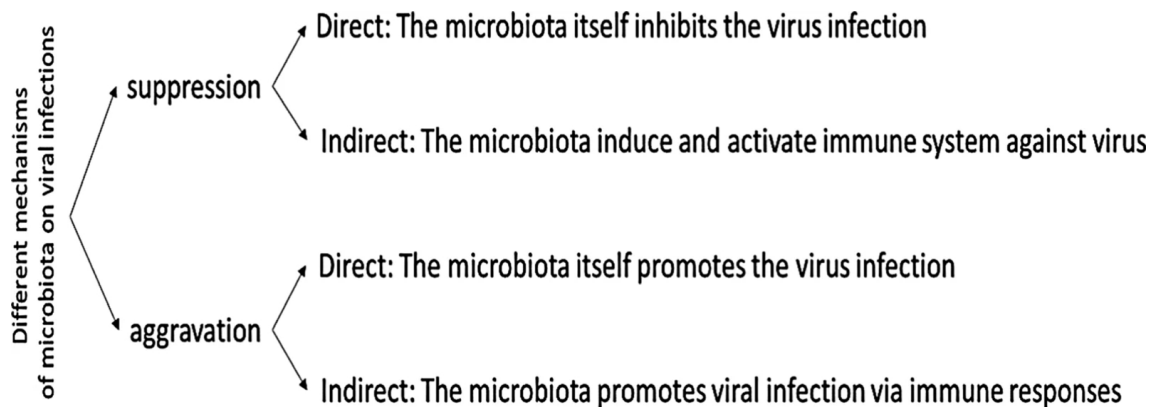 Different mechanisms
of microbiota on viral infections
suppression
Direct: The microbiota itself inhibits the virus infection
Indirect: The microbiota induce and activate immune system against virus
aggravation
Direct: The microbiota itself promotes the virus infection
Indirect: The microbiota promotes viral infection via immune responses